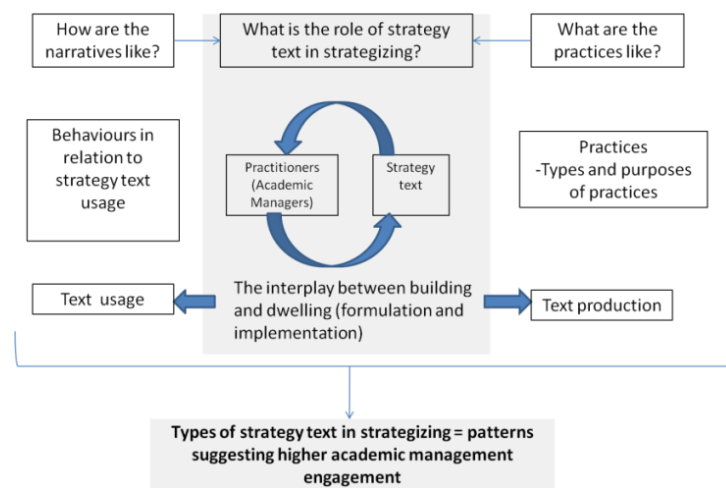 How are the
narratives like?
What is the role of strategy
text in strategizing?
What are the
practices like?
Behaviours in
relation to
strategy text
usage
Practitioners
(Academic
Managers)
Strategy
text
Practices
-Types and purposes
of practices
Text usage
The interplay between building
and dwelling (formulation and
implementation)
Text production
Types of strategy text in strategizing = patterns
suggesting higher academic management
engagement